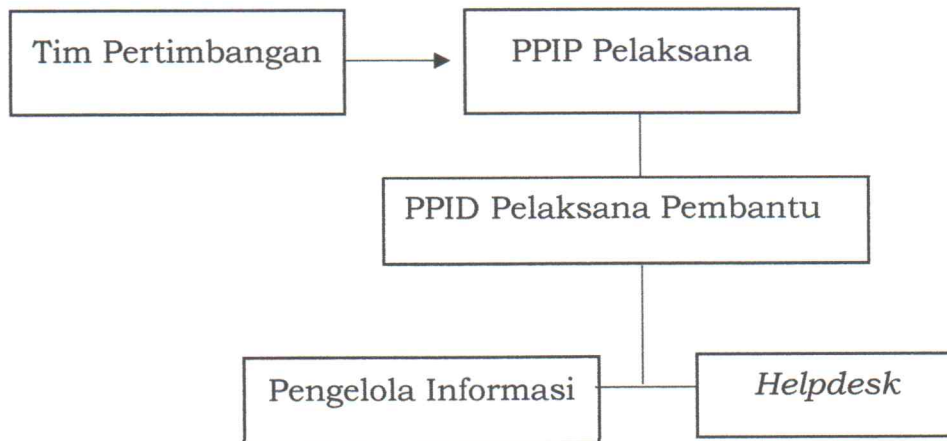 Tim Pertimbangan
PPIP Pelaksana
PPID Pelaksana Pembantu
Pengelola Informasi
Helpdesk